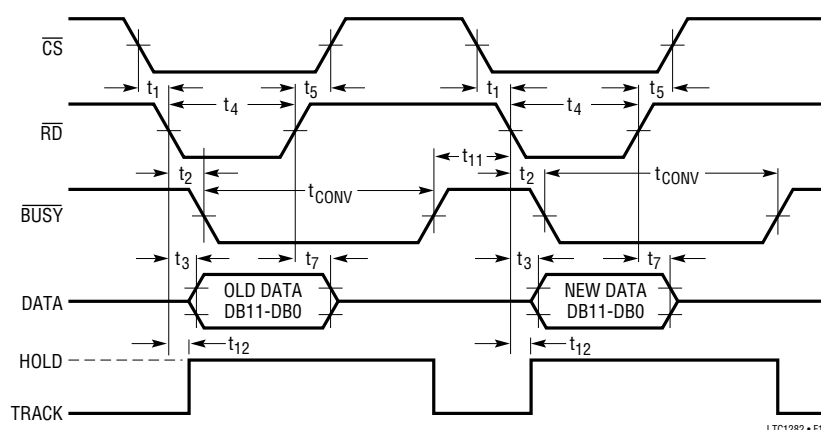 CS
t1 t5 t1 t5
t4 t4
RD
t11
t2 tCONV t2 tCONV
BUSY
t3 t7 t3 t7
DATA OLD DATA NEW DATA
DB11-DB0 DB11-DB0
HOLD t12 t12
TRACK